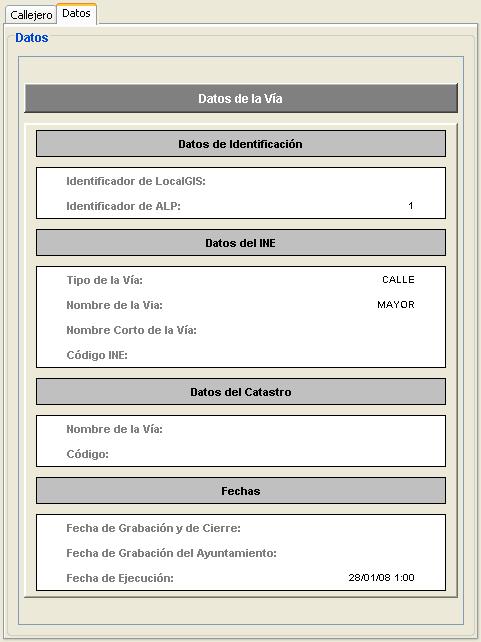 Callejero Datos
Datos
Datos de la Vía
Datos de Identificación
Identificador de LocalGIS:
Identificador de ALP: 1
Datos del INE
Tipo de la Vía: CALLE
Nombre de la Via: MAYOR
Nombre Corto de la Vía:
Código INE:
Datos del Catastro
Nombre de la Vía:
Código:
Fechas
Fecha de Grabación y de Cierre:
Fecha de Grabación del Ayuntamiento:
Fecha de Ejecución: 28/01/08 1:00